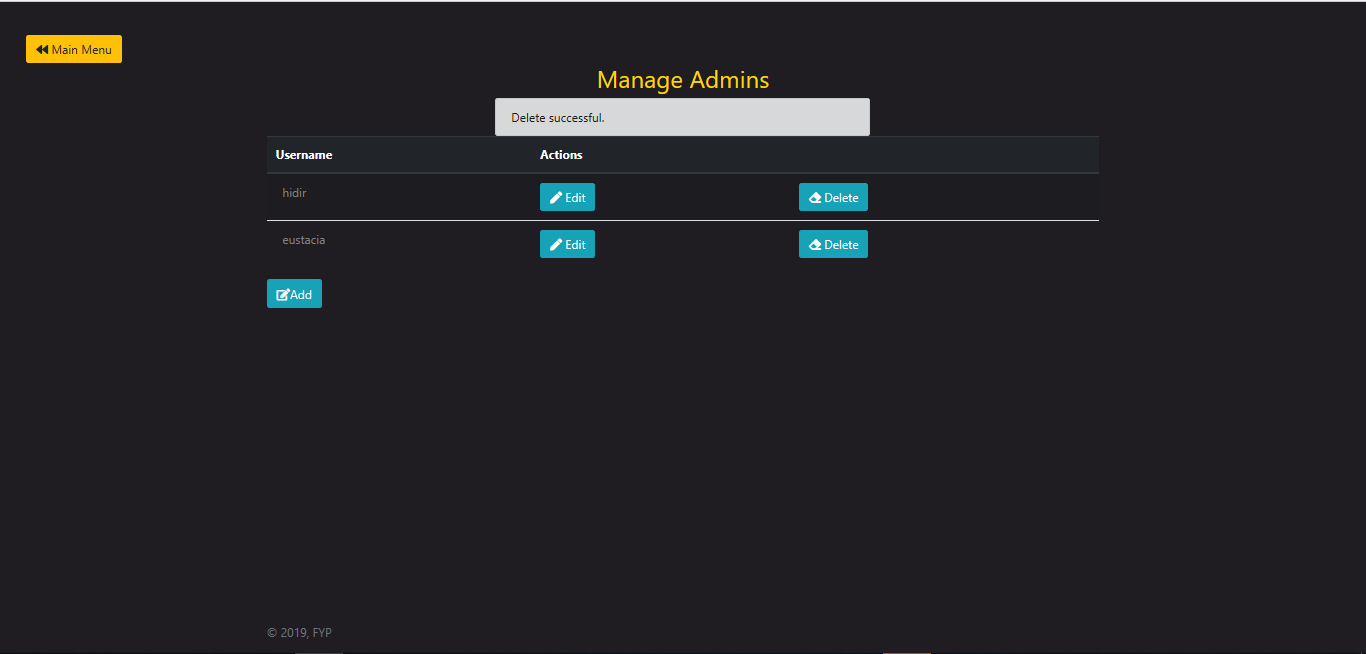 Main Menu
Manage Admins
Delete successful.
Username Actions
hidir Edit Delete
eustacia Edit Delete
Add
© 2019, FYP